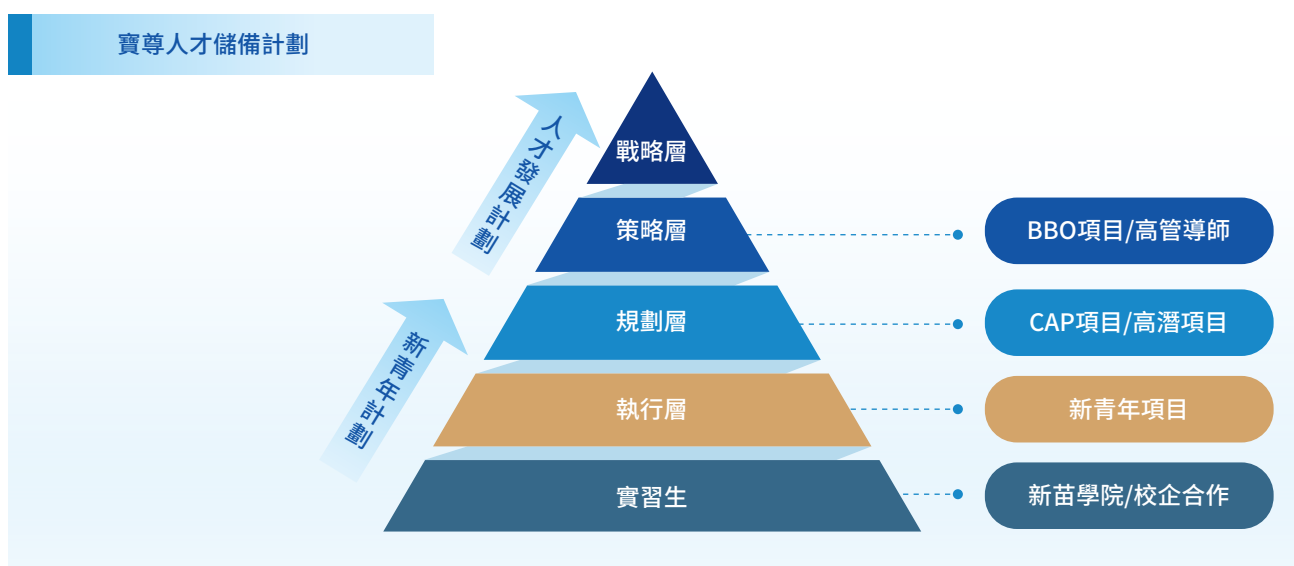 寶尊人才儲備計劃
人才發展計劃
新青年計劃
戰略層
策略層
BBO項目/高管導師
規劃層
CAP項目/高潛項目
執行層
新青年項目
實習生
新苗學院/校企合作